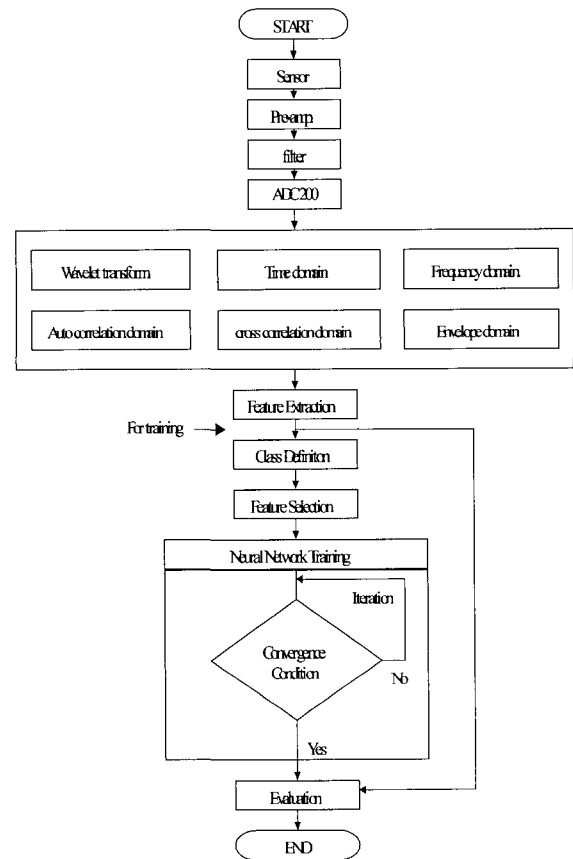 START
Sensor
Pre-amp.
filter
ADC200
Wavelet transform.
Time domain
Frequency domain.
Auto correlation domain
cross correlation domain
Envelope domain
Feature Extraction
For training
Class Definiton
Feature Selection
Neural Network Training
Iteration
Convergence
Condition
No
Yes
Evaluation
END